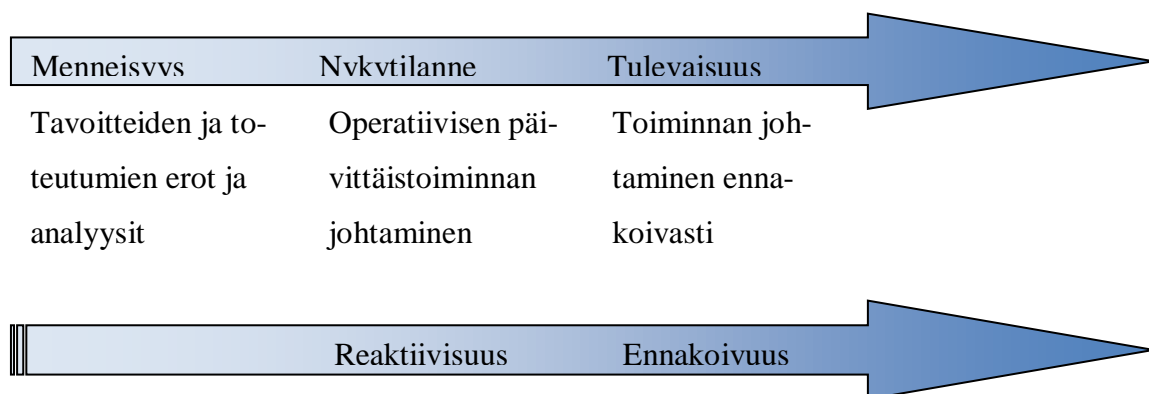 Menneisyys
Nykytilanne
Tulevaisuus
Tavoitteiden ja to-
teutumien erot ja
analyysit
Operatiivisen päi-
vittäistoiminnan
johtaminen
Toiminnan joh-
taminen enna-
koivasti
Reaktiivisuus
Ennakoivuus